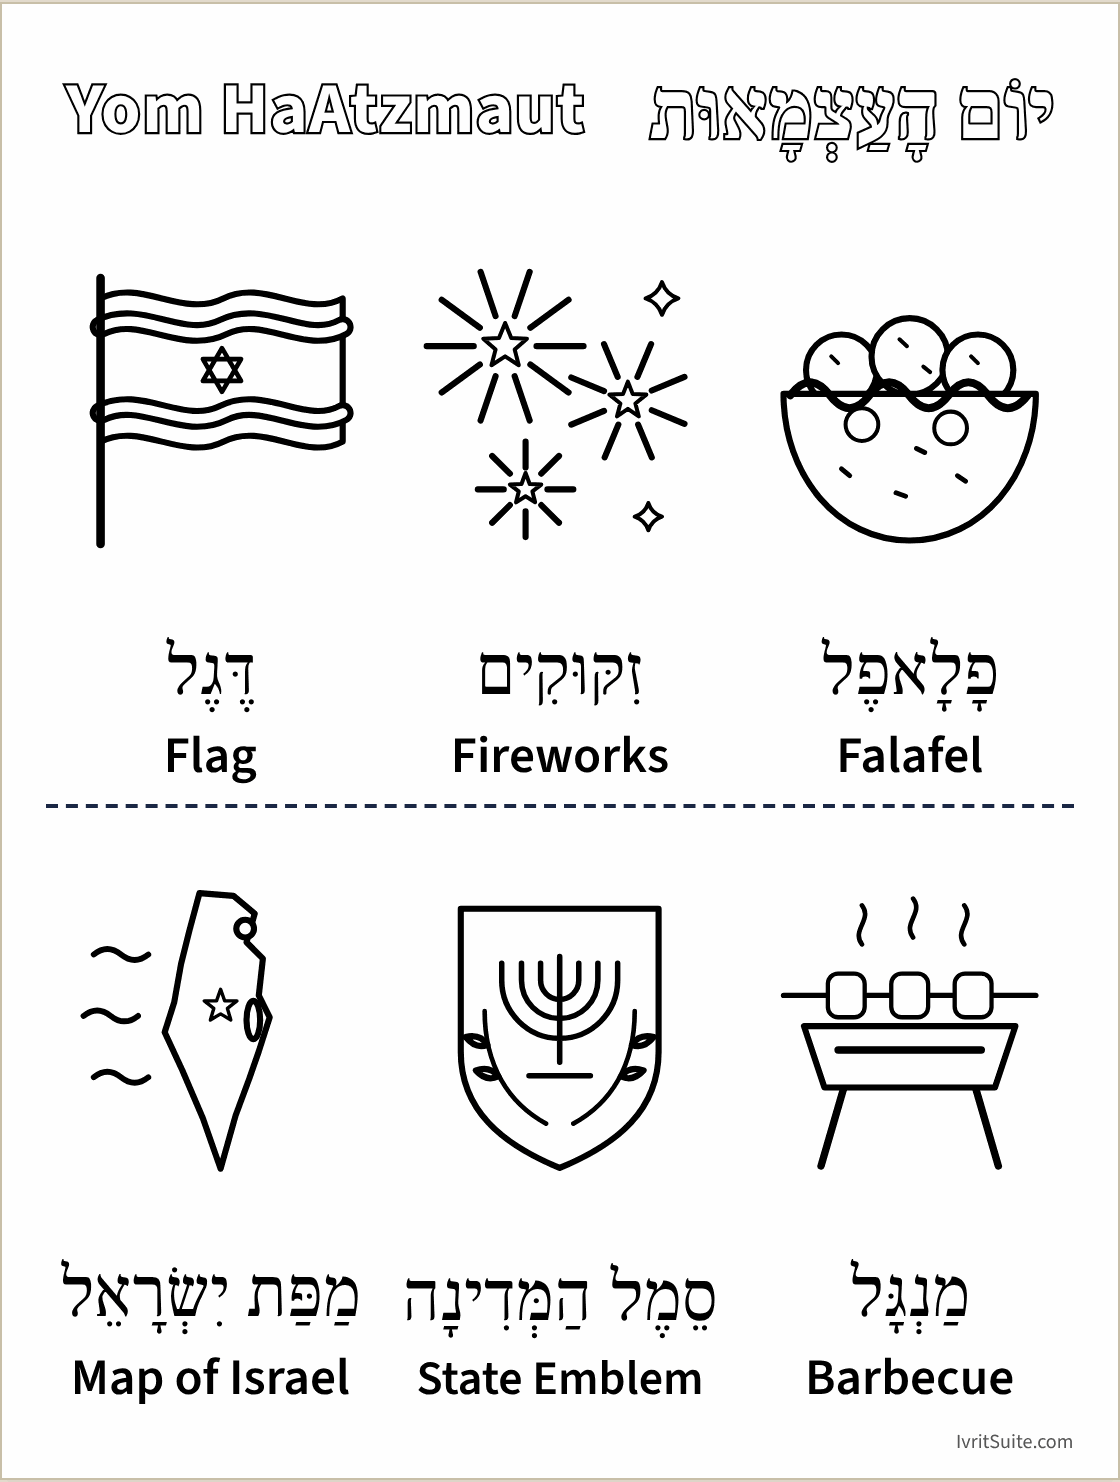 Yom HaAtzmaut יוֹם הָעַצְמָאוּת
דֶּגֶל זִקּוּקִים פָלָאפֶל
Flag Fireworks Falafel
מַפַּת יִשְׂרָאֵל סֵמֶל הַמְּדִינָה מַנְגָּל
Map of Israel State Emblem Barbecue
IvritSuite.com